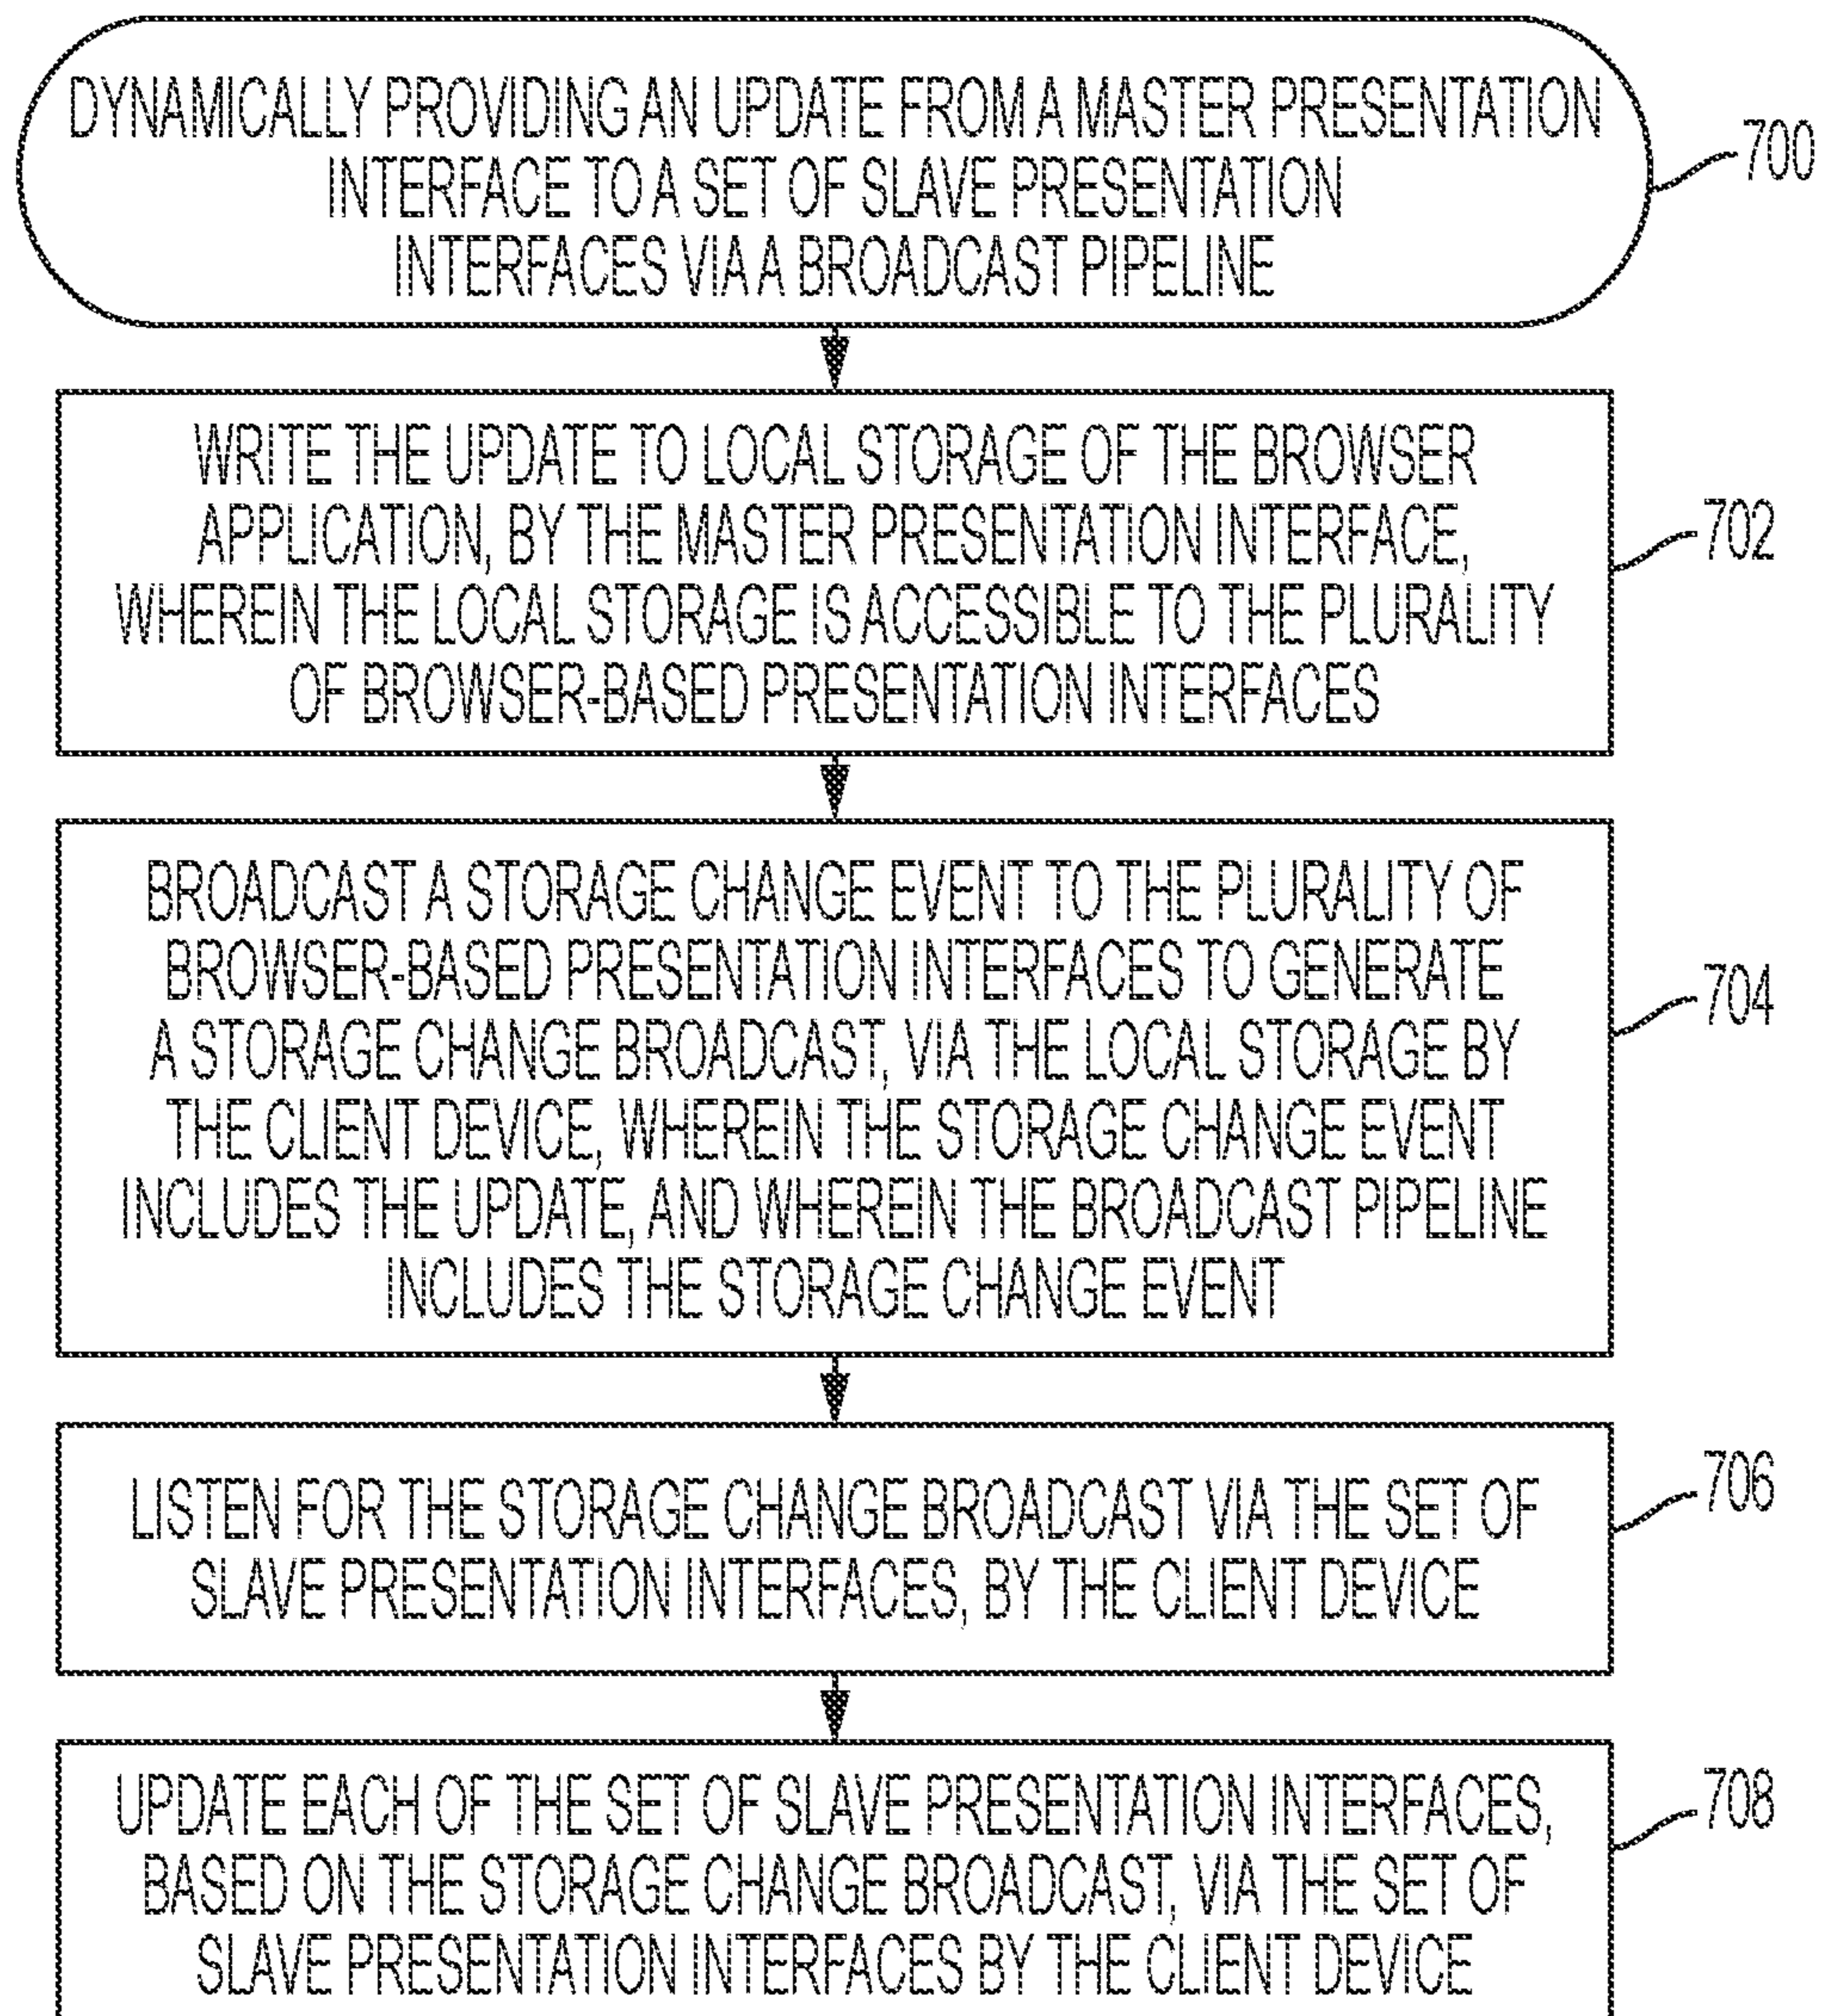 DYNAMICALLY PROVIDING AN UPDATE FROM A MASTER PRESENTATION
INTERFACE TO A SET OF SLAVE PRESENTATION
INTERFACES VIA A BROADCAST PIPELINE
700
WRITE THE UPDATE TO LOCAL STORAGE OF THE BROWSER
APPLICATION, BY THE MASTER PRESENTATION INTERFACE,
WHEREIN THE LOCAL STORAGE IS ACCESSIBLE TO THE PLURALITY
OF BROWSER-BASED PRESENTATION INTERFACES
702
BROADCAST A STORAGE CHANGE EVENT TO THE PLURALITY OF
BROWSER-BASED PRESENTATION INTERFACES TO GENERATE
A STORAGE CHANGE BROADCAST, VIA THE LOCAL STORAGE BY
THE CLIENT DEVICE, WHEREIN THE STORAGE CHANGE EVENT
INCLUDES THE UPDATE, AND WHEREIN THE BROADCAST PIPELINE
INCLUDES THE STORAGE CHANGE EVENT
704
LISTEN FOR THE STORAGE CHANGE BROADCAST VIA THE SET OF
SLAVE PRESENTATION INTERFACES, BY THE CLIENT DEVICE
706
UPDATE EACH OF THE SET OF SLAVE PRESENTATION INTERFACES,
BASED ON THE STORAGE CHANGE BROADCAST, VIA THE SET OF
SLAVE PRESENTATION INTERFACES BY THE CLIENT DEVICE
708